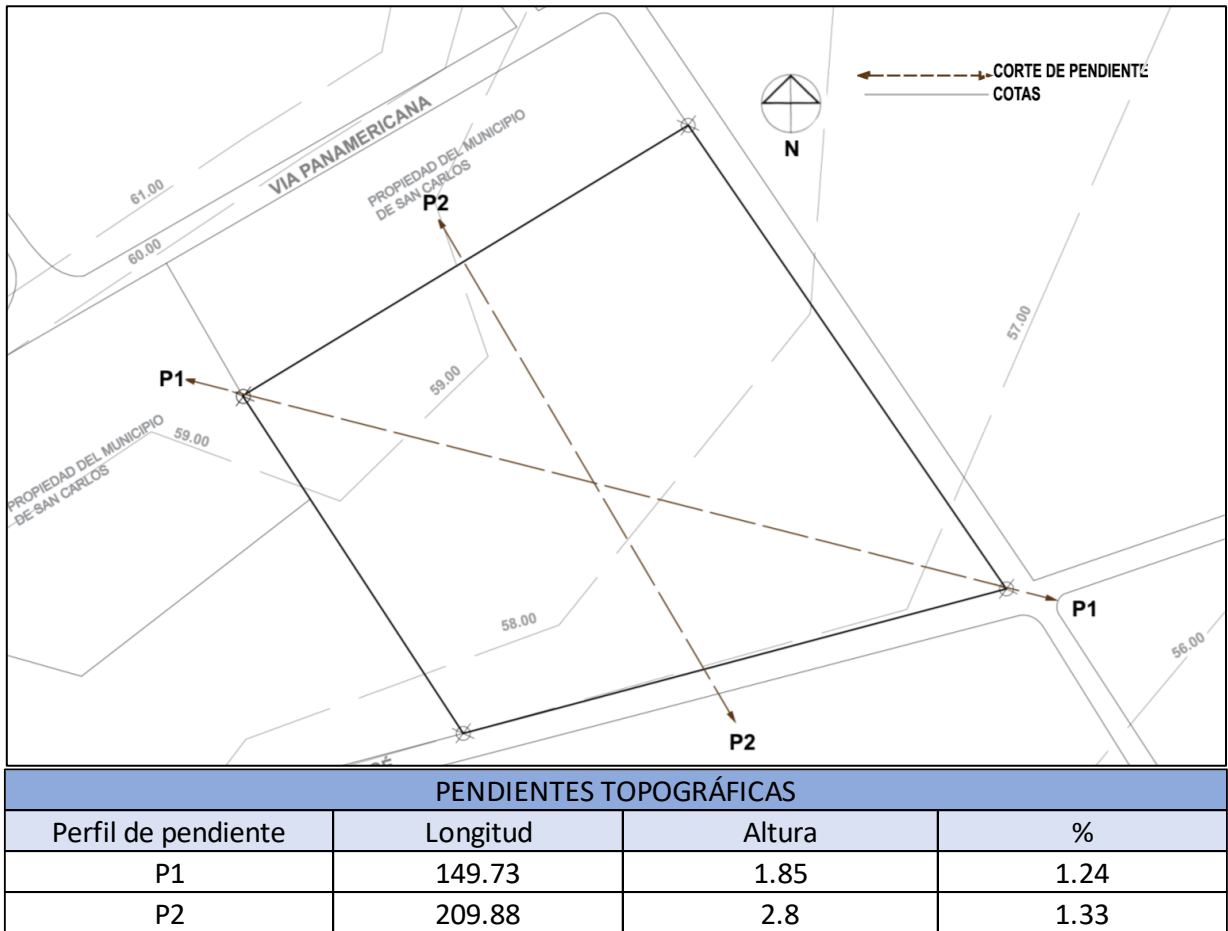 CORTE DE PENDIENTE
COTAS
N
VIA PANAMERICANA
61.00
60.00
PROPIEDAD DEL MUNICIPIO
DE SAN CARLOS
P2
P1
59.00
59.00
57.00
PROPIEDAD DEL MUNICIPIO
DE SAN CARLOS
58.00
P1
56.00
P2
PENDIENTES TOPOGRÁFICAS
Perfil de pendiente Longitud Altura %
P1 149.73 1.85 1.24
P2 209.88 2.8 1.33